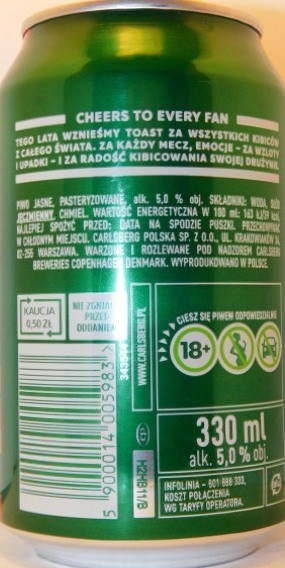 CHEERS TO EVERY FAN
TEGO LATA WZNIEŚMY TOAST ZA WSZYSTKICH KIBICÓW
Z CAŁEGO ŚWIATA. ZA KAŻDY MECZ, EMOCJE - ZA WZLOTY
I UPADKI - I ZA RADOŚĆ KIBICOWANIA SWOJEJ DRUŻYNIE.
PIWO JASNE, PASTERYZOWANE, alk. 5,0 % obj. SKŁADNIKI: WODA, SŁÓD
JĘCZMIENNY, CHMIEL. WARTOŚĆ ENERGETYCZNA W 100 ml: 163 kJ/39 kcal.
NAJLEPIEJ SPOŻYĆ PRZED: DATA NA SPODZIE PUSZKI. PRZECHOWYWAĆ
W CHŁODNYM MIEJSCU. CARLSBERG POLSKA SP. Z O.O., UL. KRAKOWIAKÓW 34,
02-255 WARSZAWA. WARZONE I ROZLEWANE POD NADZOREM CARLSBERG
BREWERIES COPENHAGEN DENMARK. WYPRODUKOWANO W POLSCE.
KAUCJA
0,50 ZŁ
NIE ZGNIATAJ
PRZED
ODDANIEM
WWW.CARLSBERG.PL
CIESZ SIĘ PIWEM ODPOWIEDZIALNIE
18+
5 900014 005983
H2HB11/8
330 ml
alk. 5,0 % obj.
INFOLINIA - 801 888 333,
KOSZT POŁĄCZENIA
WG TARYFY OPERATORA.